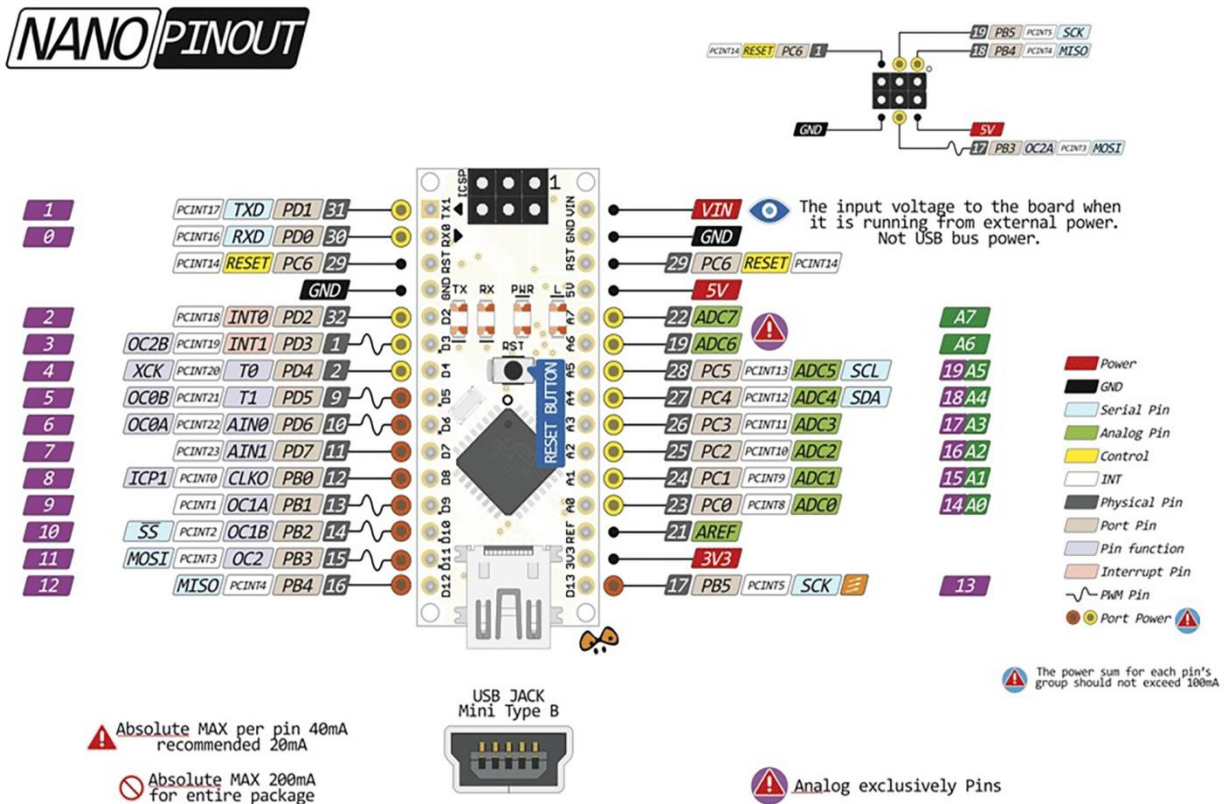 NANO PINOUT
19 PB5 PCINT5 SCK
PCINT14 RESET PC6 1
18 PB4 PCINT4 MISO
GND
5V
17 PB3 OC2A PCINT3 MOSI
ICSP
1
1 PCINT17 TXD PD1 31 TX1
0 PCINT16 RXD PD0 30 RX0
PCINT14 RESET PC6 29 RST
GND GND
2 PCINT18 INT0 PD2 32 D2
3 OC2B PCINT19 INT1 PD3 1 D3
4 XCK PCINT20 T0 PD4 2 D4
5 OC0B PCINT21 T1 PD5 9 D5
6 OC0A PCINT22 AIN0 PD6 10 D6
7 PCINT23 AIN1 PD7 11 D7
8 ICP1 PCINT0 CLKO PB0 12 D8
9 PCINT1 OC1A PB1 13 D9
10 SS PCINT2 OC1B PB2 14 D10
11 MOSI PCINT3 OC2 PB3 15 D11
12 MISO PCINT4 PB4 16 D12
TX RX PWR L
RST
RESET BUTTON
VIN VIN
GND GND
RST 29 PC6 RESET PCINT14
5V 5V
A7 22 ADC7 A7
A6 19 ADC6 A6
A5 28 PC5 PCINT13 ADC5 SCL 19 A5
A4 27 PC4 PCINT12 ADC4 SDA 18 A4
A3 26 PC3 PCINT11 ADC3 17 A3
A2 25 PC2 PCINT10 ADC2 16 A2
A1 24 PC1 PCINT9 ADC1 15 A1
A0 23 PC0 PCINT8 ADC0 14 A0
REF 21 AREF
3V3 3V3
D13 17 PB5 PCINT5 SCK 13
The input voltage to the board when
it is running from external power.
Not USB bus power.
Power
GND
Serial Pin
Analog Pin
Control
INT
Physical Pin
Port Pin
Pin function
Interrupt Pin
PWM Pin
Port Power
The power sum for each pin's
group should not exceed 100mA
USB JACK
Mini Type B
Absolute MAX per pin 40mA
recommended 20mA
Absolute MAX 200mA
for entire package
Analog exclusively Pins